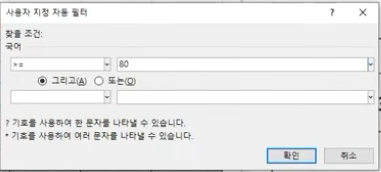 사용자 지정 자동 필터 ? ×
찾을 조건:
국어
>= 80
그리고(A) 또는(O)
? 기호를 사용하여 한 문자를 나타낼 수 있습니다.
* 기호를 사용하여 여러 문자를 나타낼 수 있습니다.
확인 취소